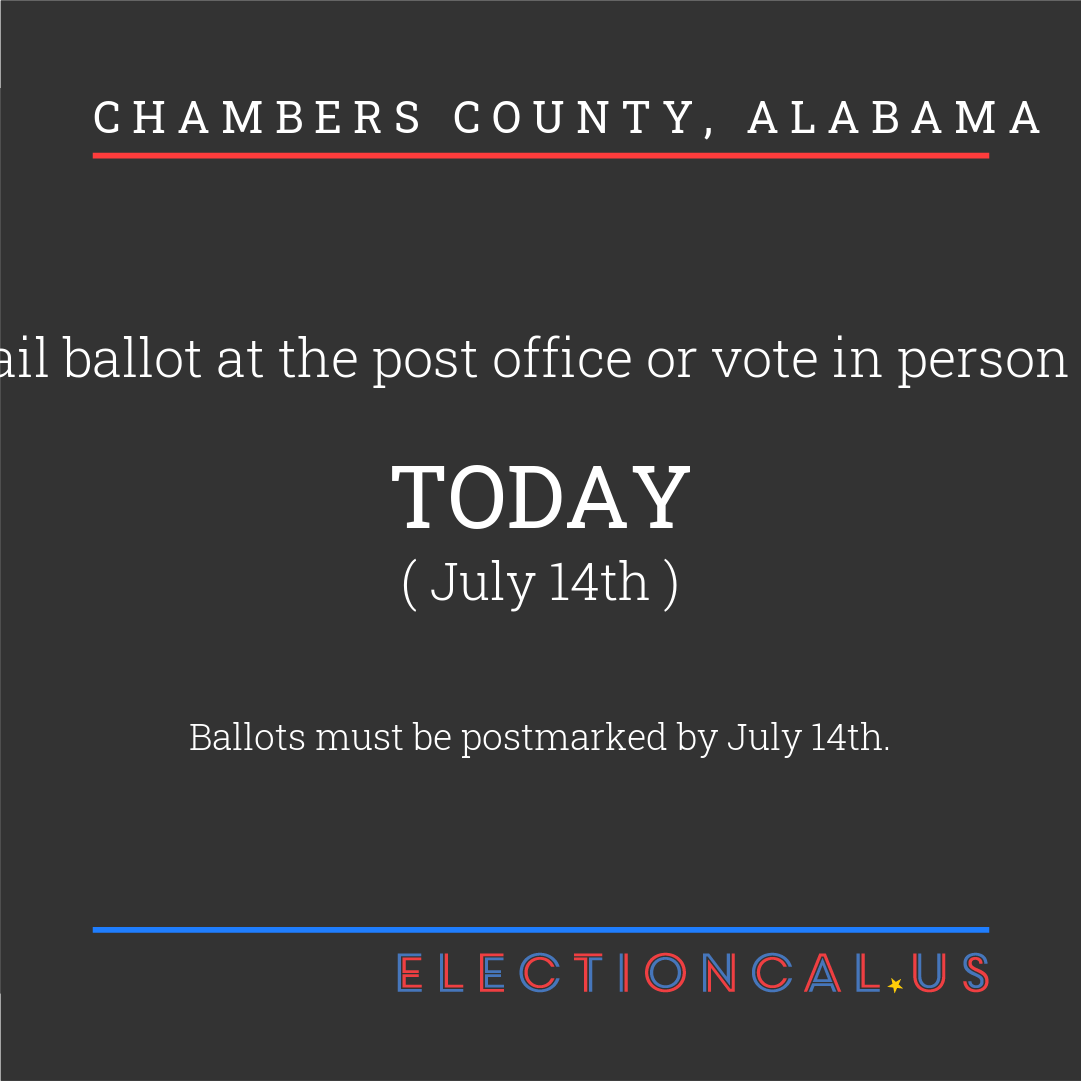 CHAMBERS COUNTY, ALABAMA
ail ballot at the post office or vote in person
TODAY
( July 14th )
Ballots must be postmarked by July 14th.
ELECTIONCAL.US